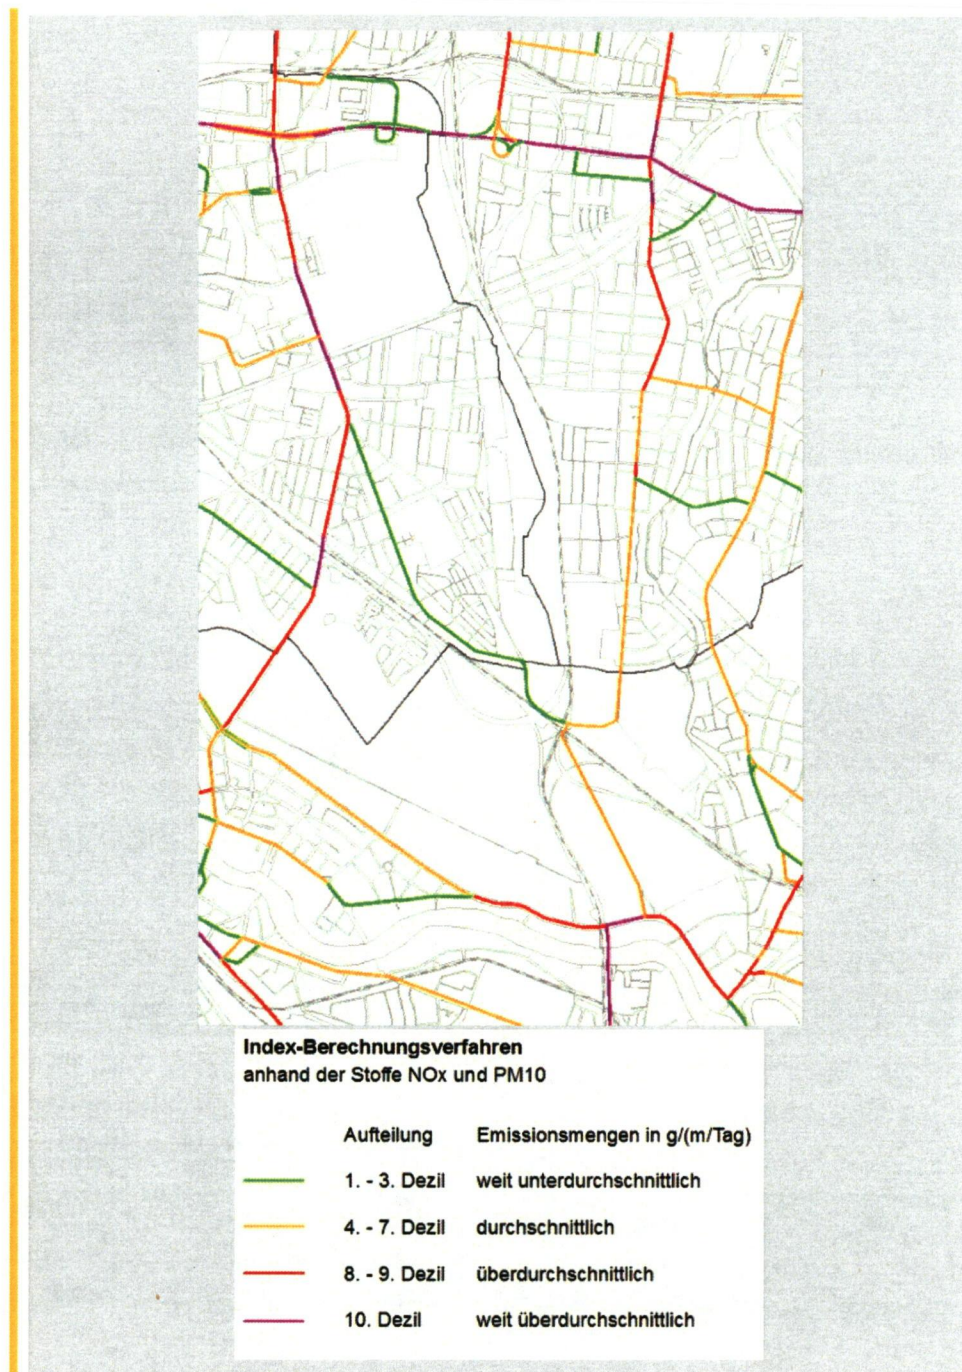 Index-Berechnungsverfahren
anhand der Stoffe NOx und PM10
Aufteilung Emissionsmengen in g/(m/Tag)
1. - 3. Dezil weit unterdurchschnittlich
4. - 7. Dezil durchschnittlich
8. - 9. Dezil überdurchschnittlich
10. Dezil weit überdurchschnittlich